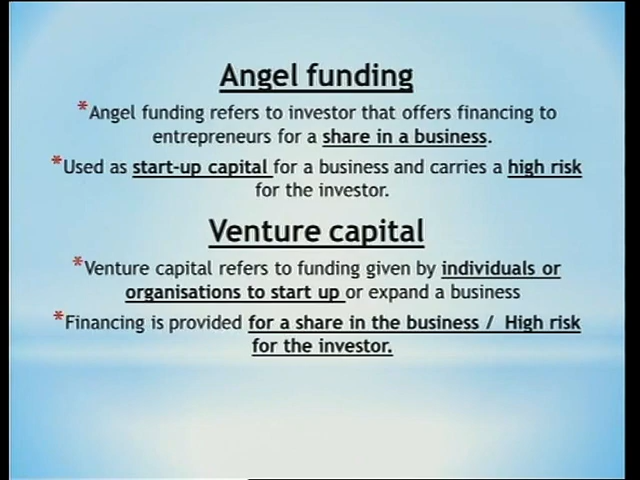 Angel funding
*Angel funding refers to investor that offers financing to
entrepreneurs for a share in a business.
*Used as start-up capital for a business and carries a high risk
for the investor.
Venture capital
*Venture capital refers to funding given by individuals or
organisations to start up or expand a business
*Financing is provided for a share in the business / High risk
for the investor.